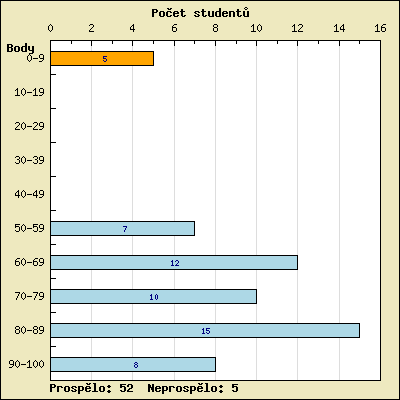 Počet studentů
0 2 4 6 8 10 12 14 16
Body
0-9 5
10-19
20-29
30-39
40-49
50-59 7
60-69 12
70-79 10
80-89 15
90-100 8
Prospělo: 52 Neprospělo: 5